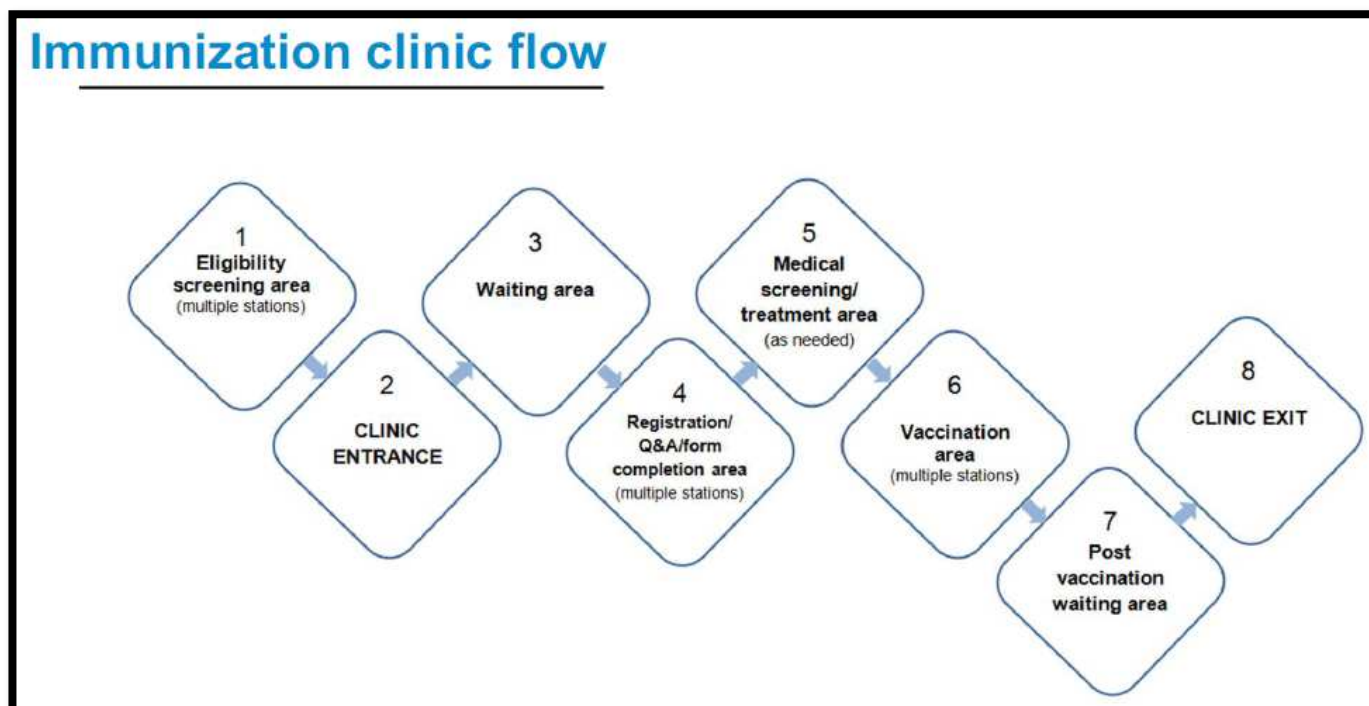 Immunization clinic flow
1
Eligibility
screening area
(multiple stations)
2
CLINIC
ENTRANCE
3
Waiting area
4
Registration/
Q&A/form
completion area
(multiple stations)
5
Medical
screening/
treatment area
(as needed)
6
Vaccination
area
(multiple stations)
7
Post
vaccination
waiting area
8
CLINIC EXIT